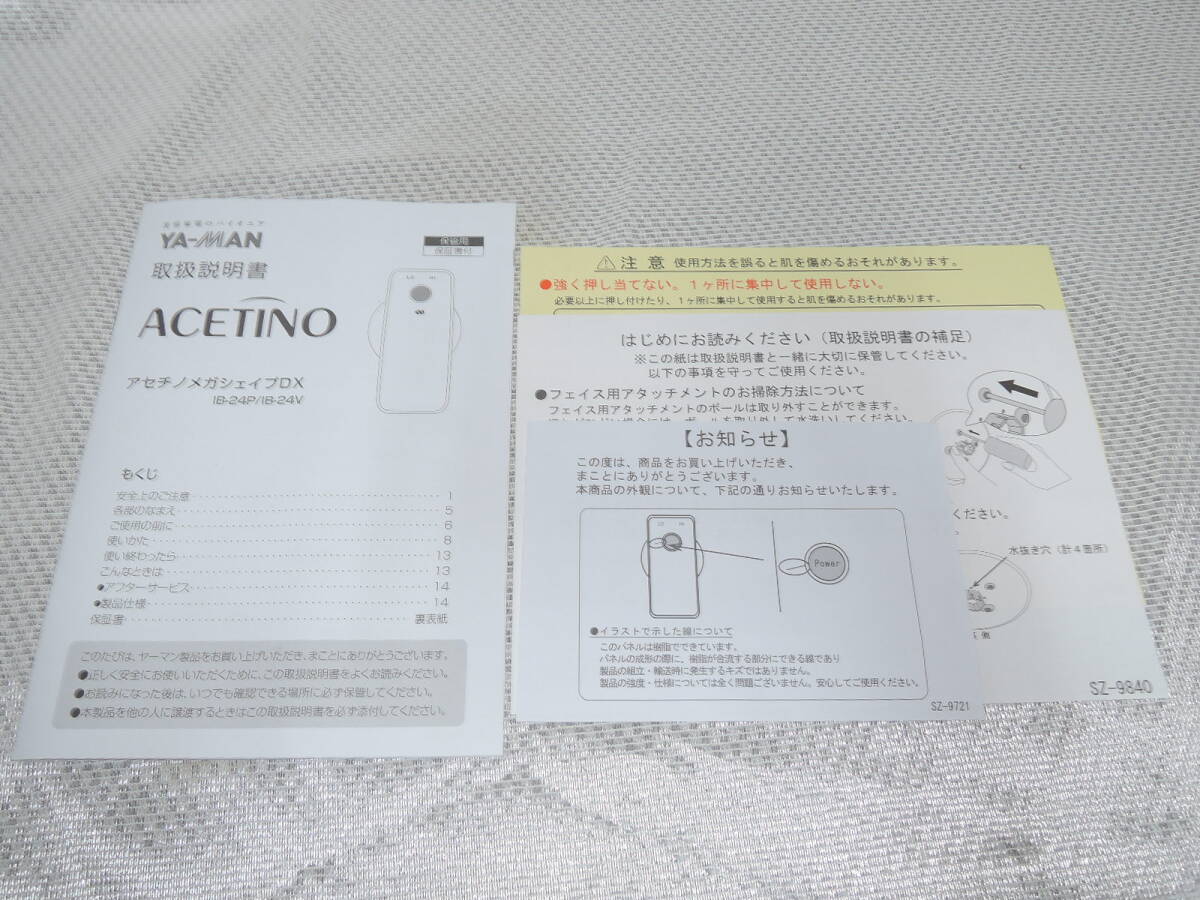 美容家電のパイオニア
YA-MAN
保管用
保証書付
取扱説明書
LO HI
ACETINO
アセチノメガシェイプDX
IB-24P/IB-24V
もくじ
安全上のご注意 1
各部のなまえ 5
ご使用の前に 6
使いかた 8
使い終わったら 13
こんなときは 13
●アフターサービス 14
●製品仕様 14
保証書 裏表紙
このたびは、ヤーマン製品をお買い上げいただき、まことにありがとうございます。
●正しく安全にお使いいただくために、この取扱説明書をよくお読みください。
●お読みになった後は、いつでも確認できる場所に必ず保管してください。
●本製品を他の人に譲渡するときはこの取扱説明書を必ず添付してください。
⚠注意 使用方法を誤ると肌を傷めるおそれがあります。
●強く押し当てない。1ヶ所に集中して使用しない。
必要以上に押し付けたり、1ヶ所に集中して使用すると肌を傷めるおそれがあります。
はじめにお読みください（取扱説明書の補足）
※この紙は取扱説明書と一緒に大切に保管してください。
以下の事項を守ってご使用ください。
●フェイス用アタッチメントのお掃除方法について
フェイス用アタッチメントのボールは取り外すことができます。
ボールを取り外して水洗いしてください。
ください。
水抜き穴（計4箇所）
側
SZ-9840
【お知らせ】
この度は、商品をお買い上げいただき、
まことにありがとうございます。
本商品の外観について、下記の通りお知らせいたします。
LO HI
Power
●イラストで示した線について
このパネルは樹脂でできています。
パネルの成形の際に、樹脂が合流する部分にできる線であり
製品の組立・輸送時に発生するキズではありません。
製品の強度・仕様については全く問題ございません。安心してご使用ください。
SZ-9721